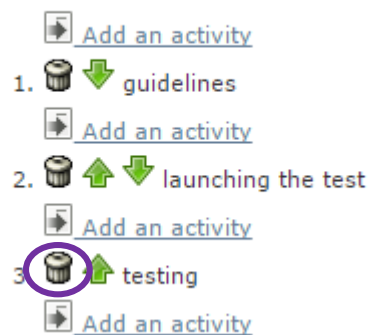 Add an activity
1. guidelines
Add an activity
2. launching the test
Add an activity
3 testing
Add an activity